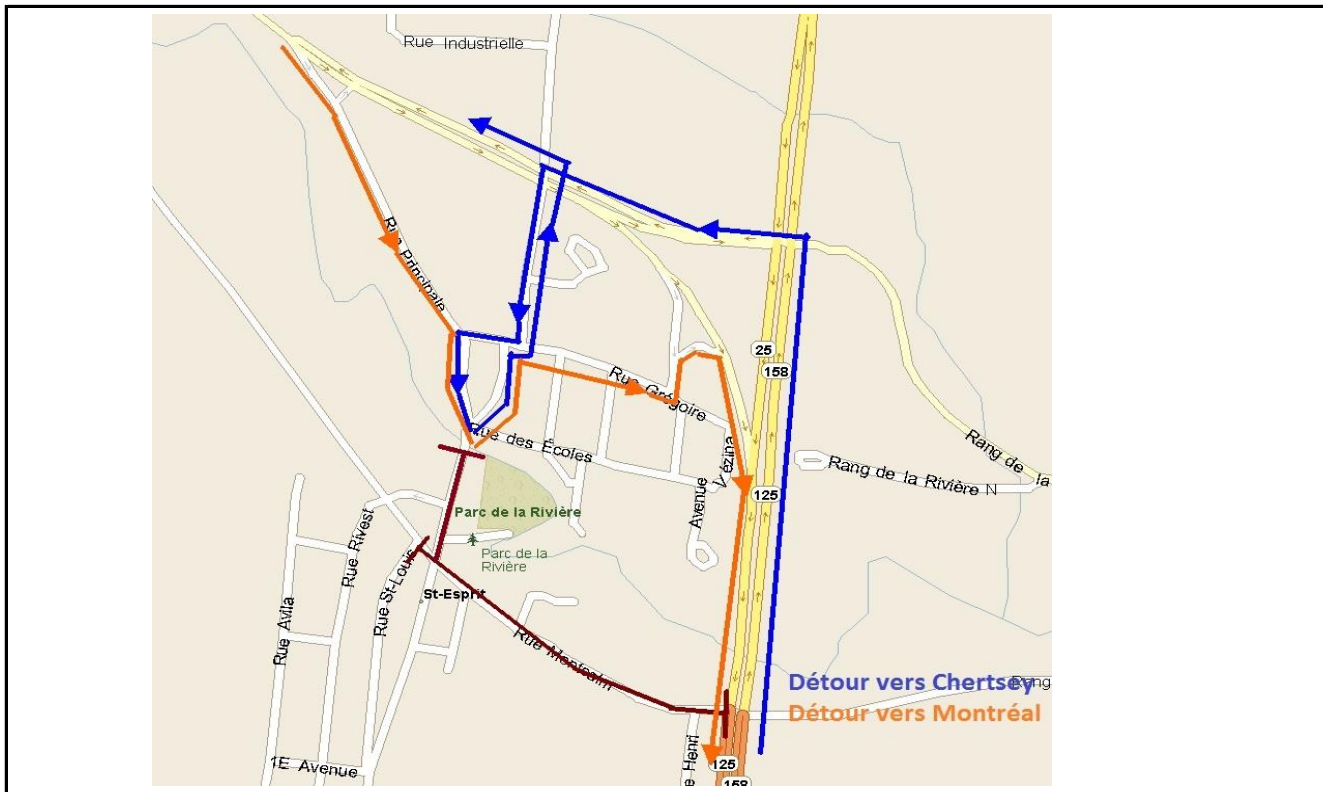 Rue Industrielle
Rue Principale
25
158
Rue Grégoire
Rue des Écoles
Avenue Vézina
Rang de la
Rang de la Rivière N
125
Parc de la Rivière
Parc de la
Rivière
Rue Rivest
Rue St-Louis
St-Esprit
Rue Avila
Rue Montcalm
Rang
Détour vers Chertsey
Détour vers Montréal
1E Avenue
e Henri
125
158